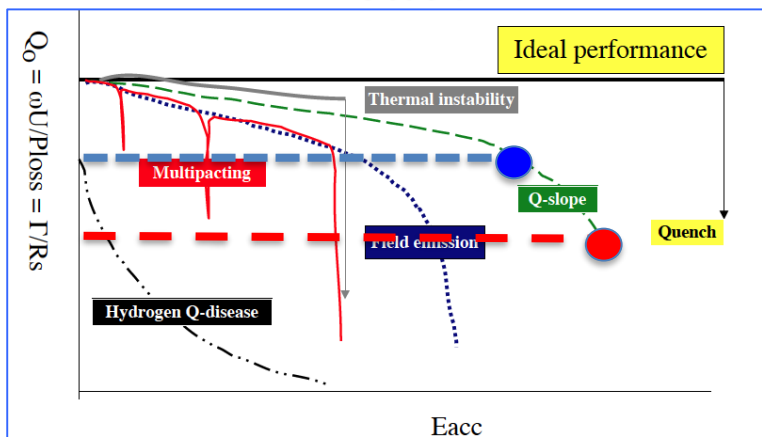 Ideal performance
Thermal instability
Multipacting
Q-slope
Quench
Field emission
Hydrogen Q-disease
Q₀ = ωU/Ploss = Γ/Rs
Eacc